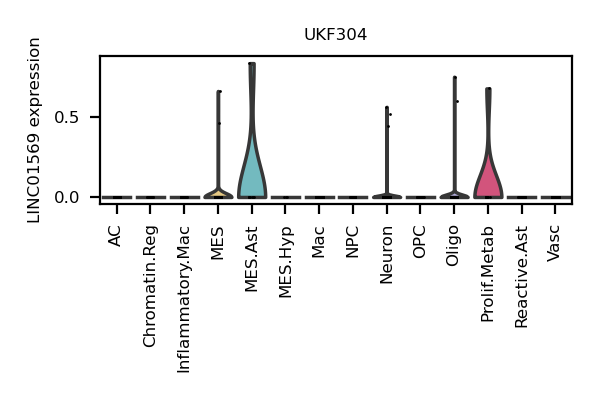 UKF304
LINC01569 expression
0.5
0.0
AC
Chromatin.Reg
Inflammatory.Mac
MES
MES.Ast
MES.Hyp
Mac
NPC
Neuron
OPC
Oligo
Prolif.Metab
Reactive.Ast
Vasc